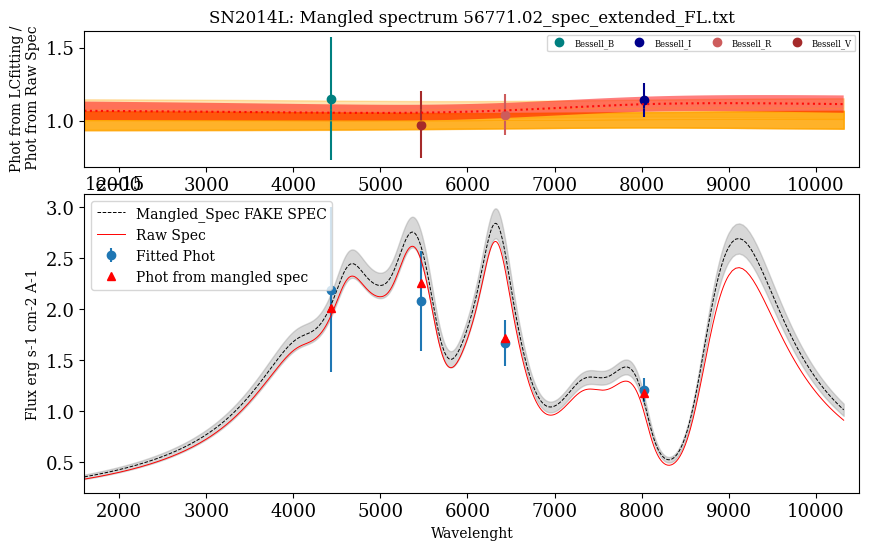 SN2014L: Mangled spectrum 56771.02_spec_extended_FL.txt
Phot from LCfitting /
Phot from Raw Spec
1.5
1.0
Bessell_B
Bessell_I
Bessell_R
Bessell_V
2000 3000 4000 5000 6000 7000 8000 9000 10000
Flux erg s-1 cm-2 A-1
3.0
2.5
2.0
1.5
1.0
0.5
Mangled_Spec FAKE SPEC
Raw Spec
Fitted Phot
Phot from mangled spec
2000 3000 4000 5000 6000 7000 8000 9000 10000
Wavelenght